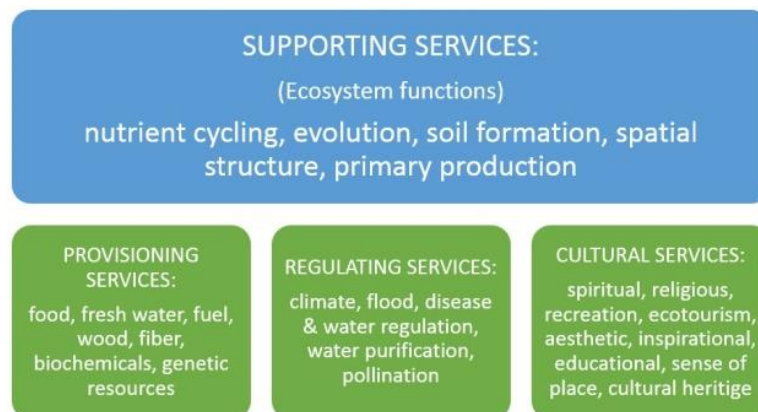 SUPPORTING SERVICES:
(Ecosystem functions)
nutrient cycling, evolution, soil formation, spatial
structure, primary production
PROVISIONING
SERVICES:
food, fresh water, fuel,
wood, fiber,
biochemicals, genetic
resources
REGULATING SERVICES:
climate, flood, disease
& water regulation,
water purification,
pollination
CULTURAL SERVICES:
spiritual, religious,
recreation, ecotourism,
aesthetic, inspirational,
educational, sense of
place, cultural heritige